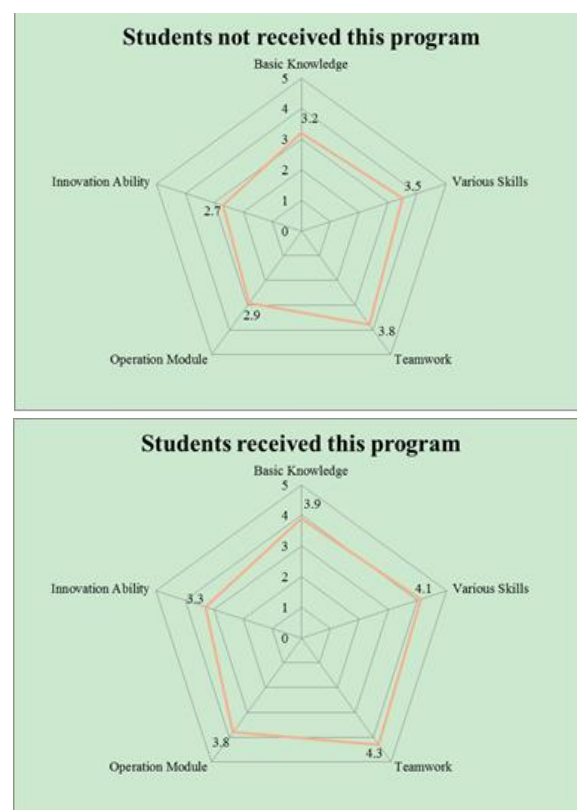 Students not received this program
Basic Knowledge
5
4
3.2
3
Innovation Ability
3.5
Various Skills
2
2.7
1
0
2.9
3.8
Operation Module
Teamwork
Students received this program
Basic Knowledge
5
3.9
4
3
Innovation Ability
4.1
Various Skills
3.3
2
1
0
3.8
4.3
Operation Module
Teamwork